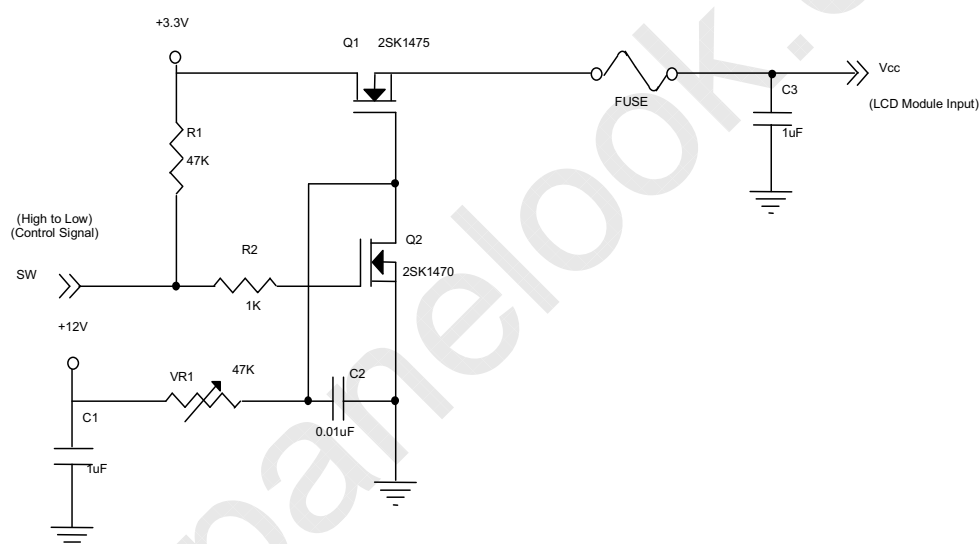 +3.3V
Q1 2SK1475
Vcc
C3
(LCD Module Input)
FUSE
1uF
R1
47K
(High to Low)
(Control Signal)
R2
Q2
SW
2SK1470
1K
+12V
VR1
47K
C2
C1
0.01uF
1uF
panelook.